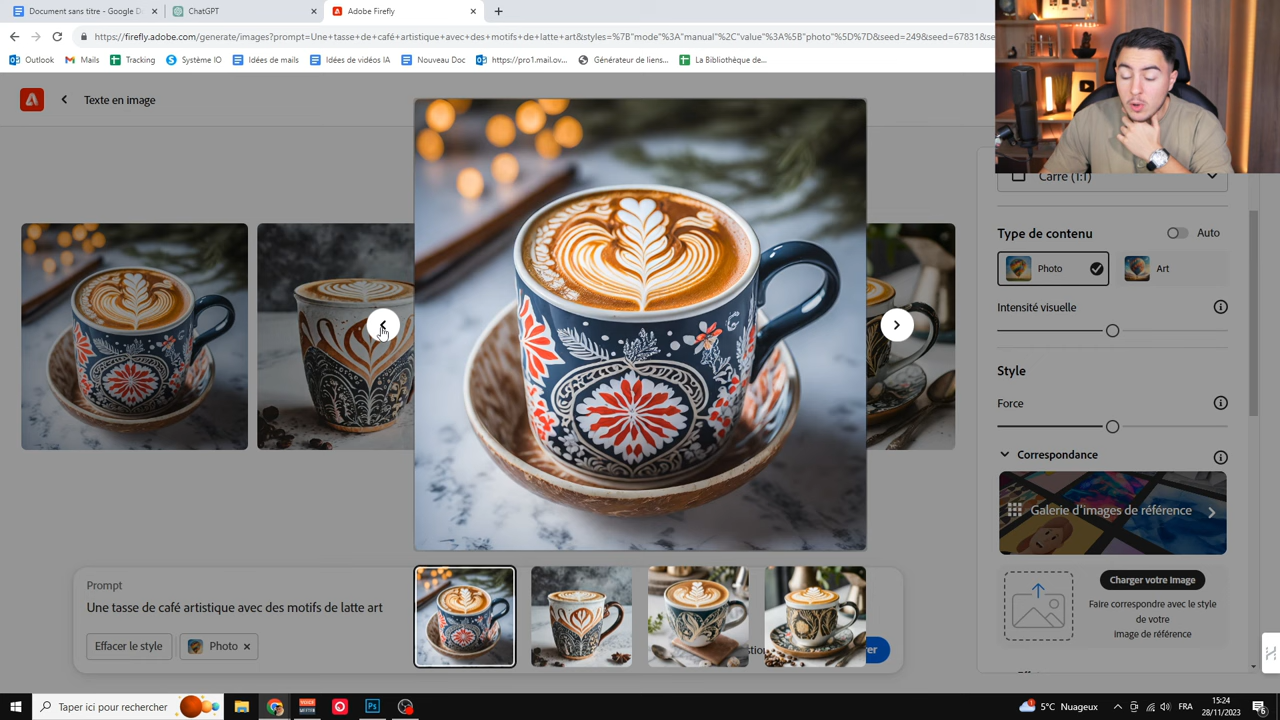 Document sans titre - Google D
ChatGPT
Adobe Firefly
https://firefly.adobe.com/generate/images?prompt=Une+tasse+de+café+artistique+avec+des+motifs+de+latte+art&styles=%7B"mode"%3A"manual"%2C"value"%3A%5B"photo"%5D%7D&seed=249&seed=67831&se
Outlook
Mails
Tracking
Système IO
Idées de mails
Idées de vidéos IA
Nouveau Doc
https://pro1.mail.ov...
Générateur de liens...
La Bibliothèque de...
Texte en image
Carré (1:1)
Type de contenu
Auto
Photo
Art
Intensité visuelle
Style
Force
Correspondance
Galerie d'images de référence
Charger votre image
Faire correspondre avec le style
de votre
image de référence
Prompt
Une tasse de café artistique avec des motifs de latte art
Effacer le style
Photo
Taper ici pour rechercher
Ps
5°C Nuageux
FRA
15:24
28/11/2023